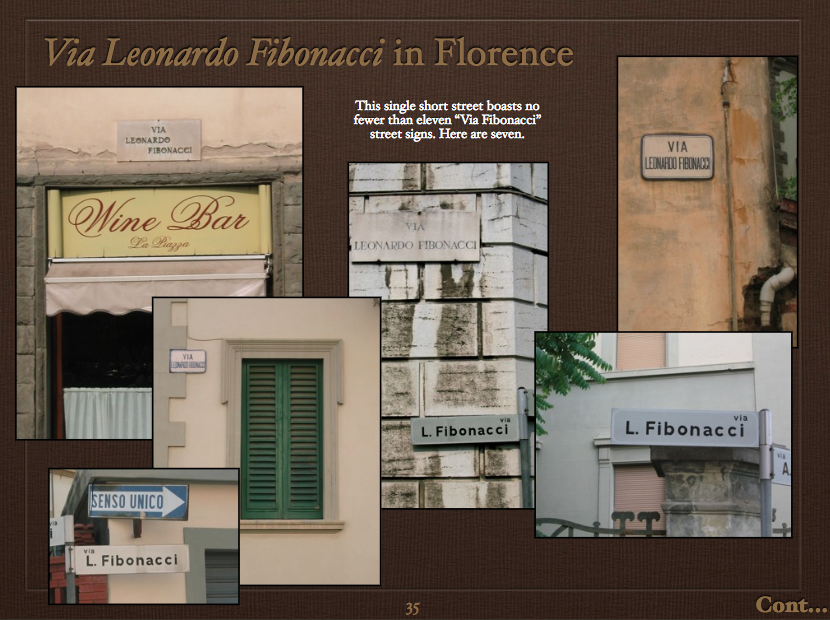 Via Leonardo Fibonacci in Florence
This single short street boasts no
fewer than eleven “Via Fibonacci”
street signs. Here are seven.
VIA
LEONARDO
FIBONACCI
Wine Bar
La Piazza
VIA
LEONARDO FIBONACCI
VIA
LEONARDO FIBONACCI
VIA
LEONARDO FIBONACCI
via
L. Fibonacci
via
L. Fibonacci
via
A.
SENSO UNICO
i
via
L. Fibonacci
35
Cont...